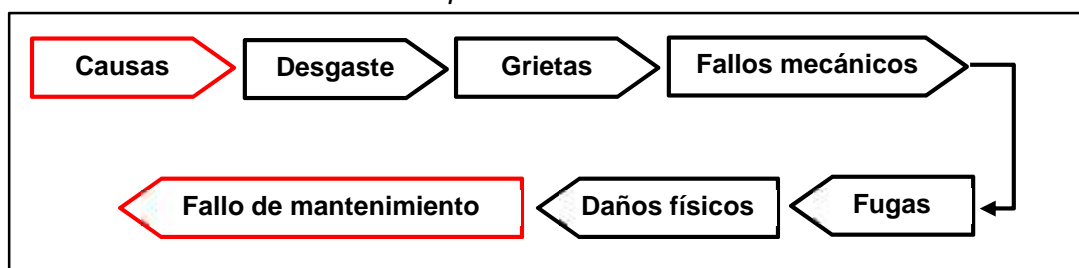 Causas
Desgaste
Grietas
Fallos mecánicos
Fugas
Daños físicos
Fallo de mantenimiento